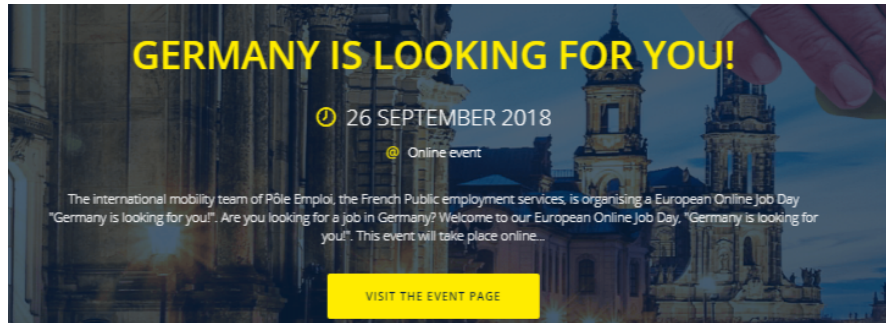 GERMANY IS LOOKING FOR YOU!
26 SEPTEMBER 2018
@ Online event
The international mobility team of Pôle Emploi, the French Public employment services, is organising a European Online Job Day
"Germany is looking for you!". Are you looking for a job in Germany? Welcome to our European Online Job Day, "Germany is looking for
you!". This event will take place online...
VISIT THE EVENT PAGE